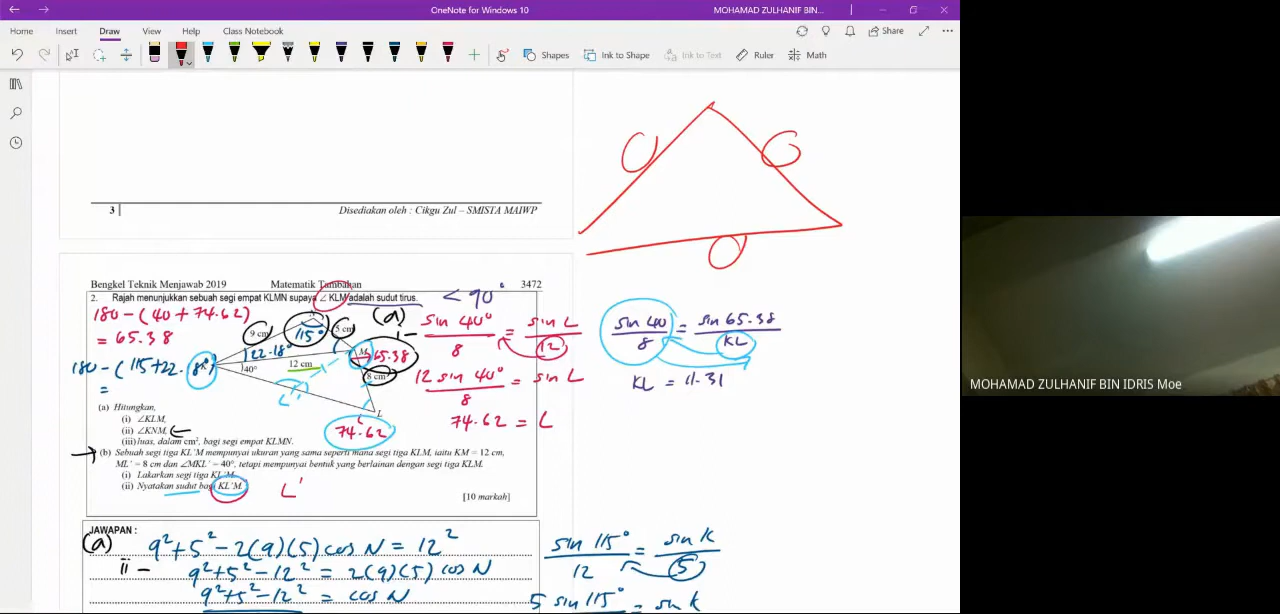 OneNote for Windows 10
MOHAMAD ZULHANIF BIN...
Home Insert Draw View Help Class Notebook
Share
Shapes Ink to Shape Ink to Text Ruler Math
3 Disediakan oleh : Cikgu Zul – SMISTA MAIWP
Bengkel Teknik Menjawab 2019 Matematik Tambahan 3472
2. Rajah menunjukkan sebuah segi empat KLMN supaya ∠ KLM adalah sudut tirus. < 90°
180 - (40 + 74.62)
= 65.38
180 - (115 + 22.18°)
=
9 cm
115°
5 cm
22.18°
M
65.38
40°
12 cm
8 cm
L'
L
74.62
(a)
i -
sin 40° / 8 = sin L / 12
12 sin 40° / 8 = sin L
74.62 = L
sin 40 / 8 = sin 65.38 / KL
KL = 11.31
(a) Hitungkan,
(i) ∠KLM,
(ii) ∠KNM,
(iii) luas, dalam cm², bagi segi empat KLMN.
(b) Sebuah segi tiga KL'M mempunyai ukuran yang sama seperti mana segi tiga KLM, iaitu KM = 12 cm,
ML' = 8 cm dan ∠MKL' = 40°, tetapi mempunyai bentuk yang berlainan dengan segi tiga KLM.
(i) Lakarkan segi tiga KL'M.
(ii) Nyatakan sudut bagi KL'M.
L'
[10 markah]
JAWAPAN :
(a)
ii -
9² + 5² - 2(9)(5) cos N = 12²
9² + 5² - 12² = 2(9)(5) cos N
9² + 5² - 12² = cos N
sin 115° / 12 = sin K / 5
5 sin 115° = sin K
MOHAMAD ZULHANIF BIN IDRIS Moe